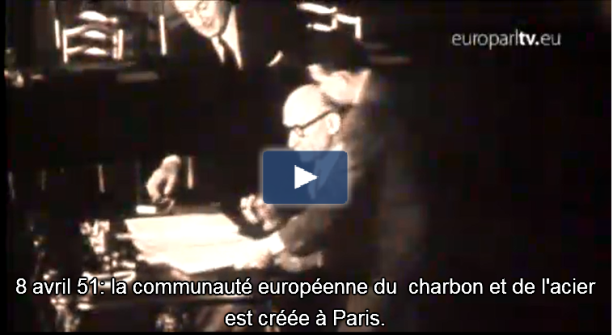 europarltv.eu
8 avril 51: la communauté européenne du  charbon et de l'acier
est créée à Paris.